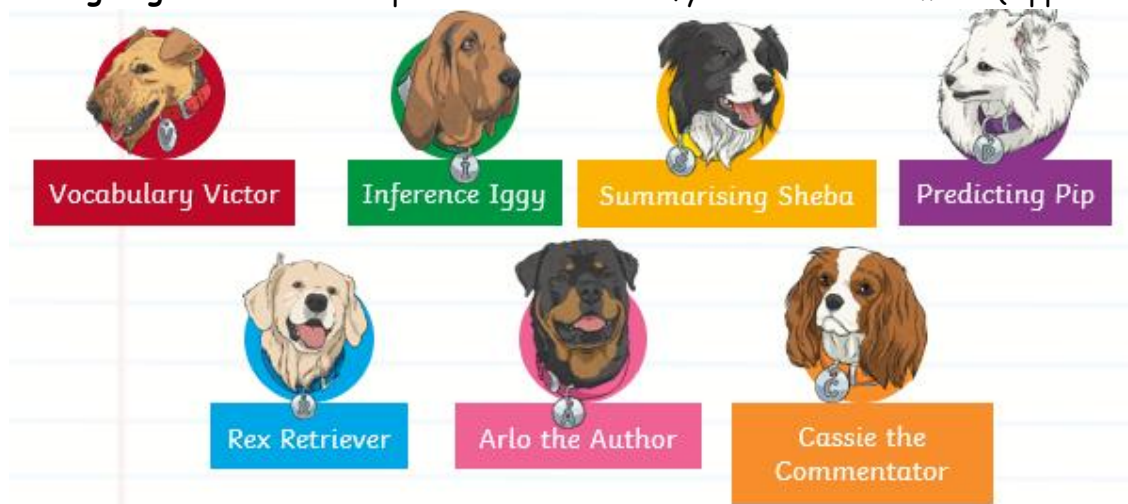 Vocabulary Victor
Inference Iggy
Summarising Sheba
Predicting Pip
V
I
S
P
Rex Retriever
Arlo the Author
Cassie the
Commentator
A
C